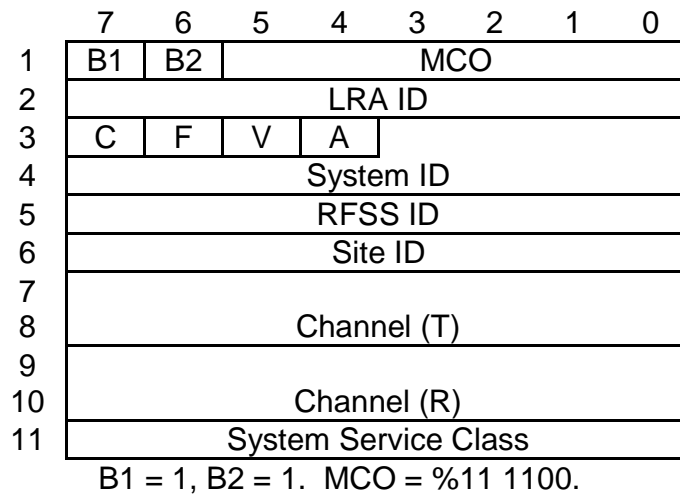 7 6 5 4 3 2 1 0
1 B1 B2 MCO
2 LRA ID
3 C F V A
4 System ID
5 RFSS ID
6 Site ID
7
8 Channel (T)
9
10 Channel (R)
11 System Service Class
B1 = 1, B2 = 1. MCO = %11 1100.